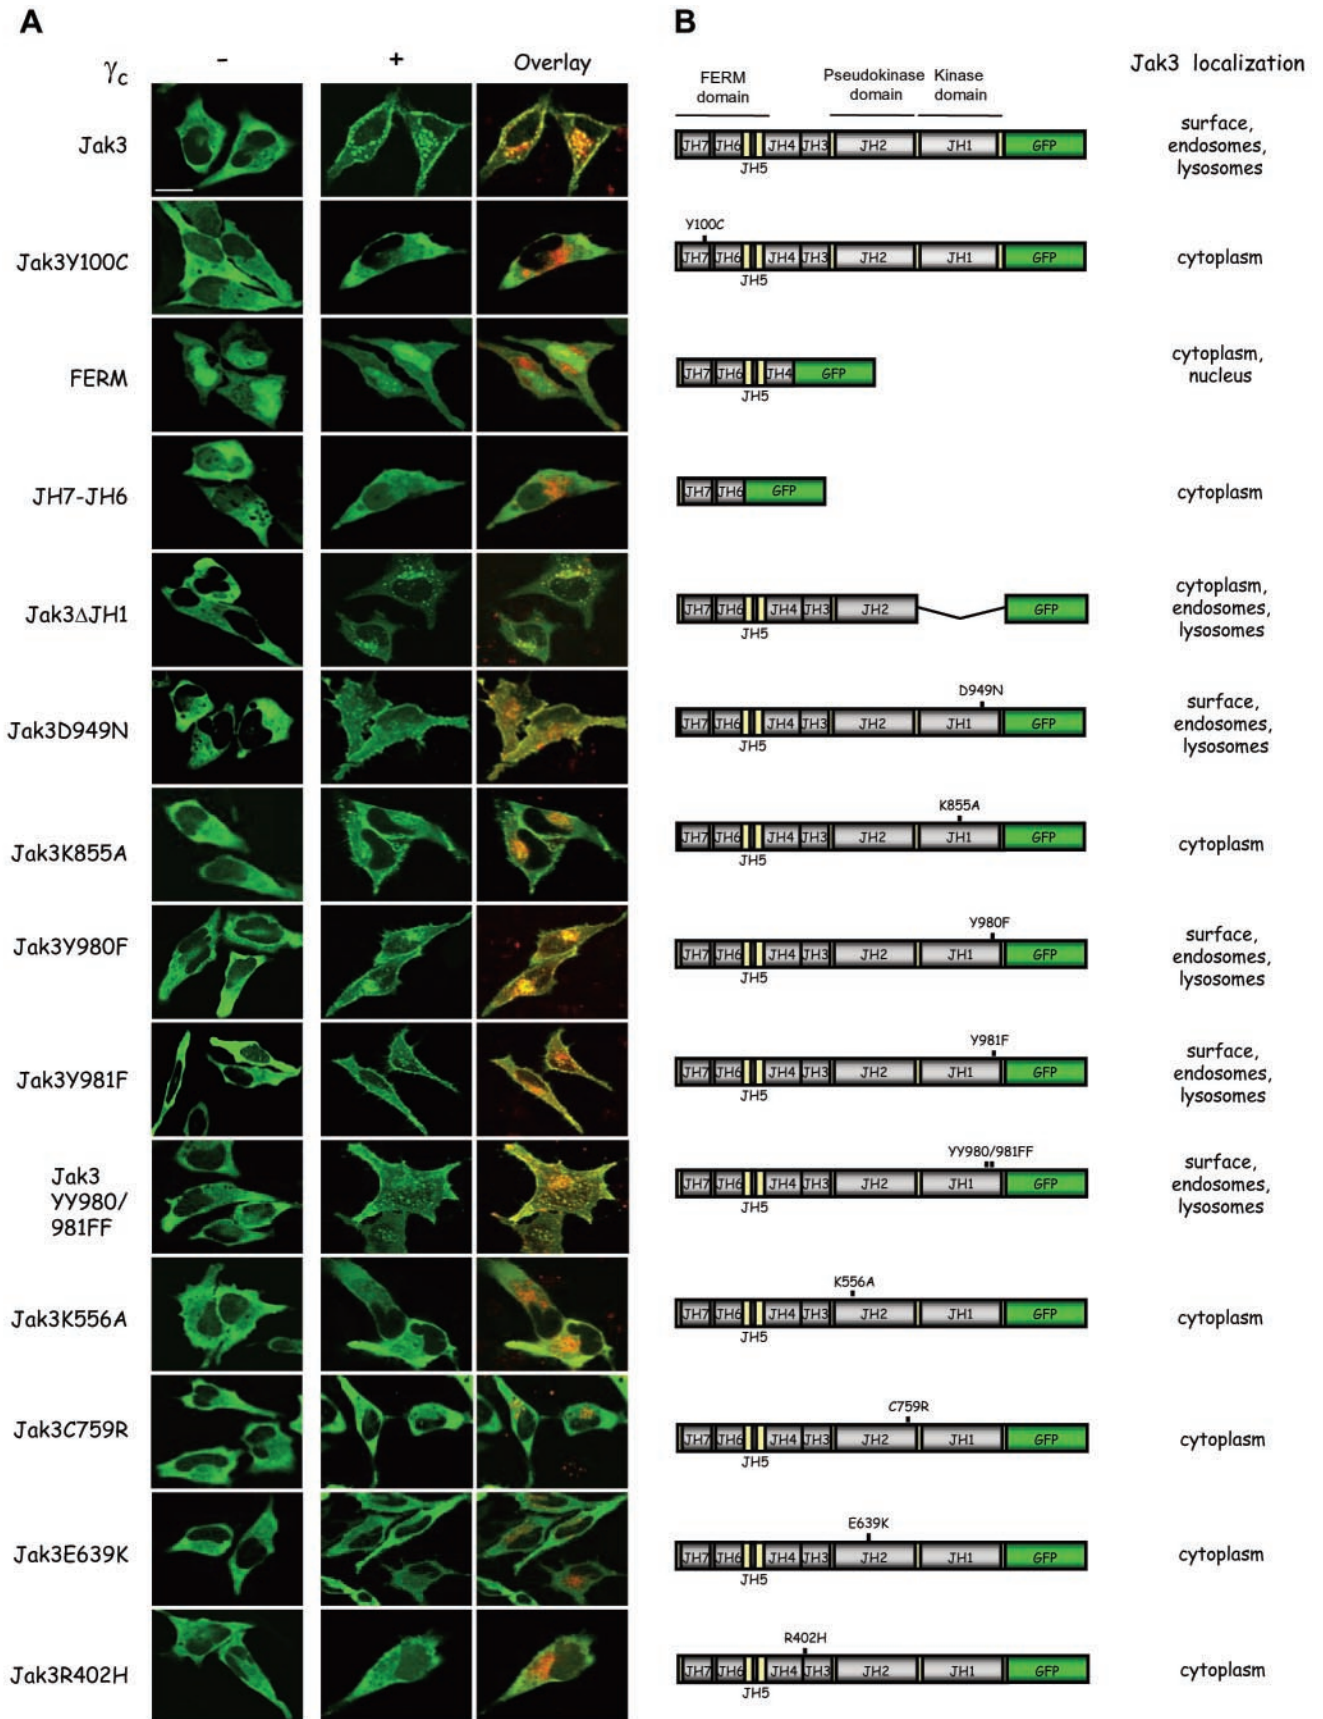 A
γc - + Overlay
Jak3
Jak3Y100C
FERM
JH7-JH6
Jak3ΔJH1
Jak3D949N
Jak3K855A
Jak3Y980F
Jak3Y981F
Jak3
YY980/
981FF
Jak3K556A
Jak3C759R
Jak3E639K
Jak3R402H
B
Jak3 localization
FERM
domain
Pseudokinase
domain
Kinase
domain
JH7 JH6 JH4 JH3 JH2 JH1 GFP
JH5
surface,
endosomes,
lysosomes
Y100C
JH7 JH6 JH4 JH3 JH2 JH1 GFP
JH5
cytoplasm
JH7 JH6 JH4 GFP
JH5
cytoplasm,
nucleus
JH7 JH6 GFP
cytoplasm
JH7 JH6 JH4 JH3 JH2 GFP
JH5
cytoplasm,
endosomes,
lysosomes
D949N
JH7 JH6 JH4 JH3 JH2 JH1 GFP
JH5
surface,
endosomes,
lysosomes
K855A
JH7 JH6 JH4 JH3 JH2 JH1 GFP
JH5
cytoplasm
Y980F
JH7 JH6 JH4 JH3 JH2 JH1 GFP
JH5
surface,
endosomes,
lysosomes
Y981F
JH7 JH6 JH4 JH3 JH2 JH1 GFP
JH5
surface,
endosomes,
lysosomes
YY980/981FF
JH7 JH6 JH4 JH3 JH2 JH1 GFP
JH5
surface,
endosomes,
lysosomes
K556A
JH7 JH6 JH4 JH3 JH2 JH1 GFP
JH5
cytoplasm
C759R
JH7 JH6 JH4 JH3 JH2 JH1 GFP
JH5
cytoplasm
E639K
JH7 JH6 JH4 JH3 JH2 JH1 GFP
JH5
cytoplasm
R402H
JH7 JH6 JH4 JH3 JH2 JH1 GFP
JH5
cytoplasm